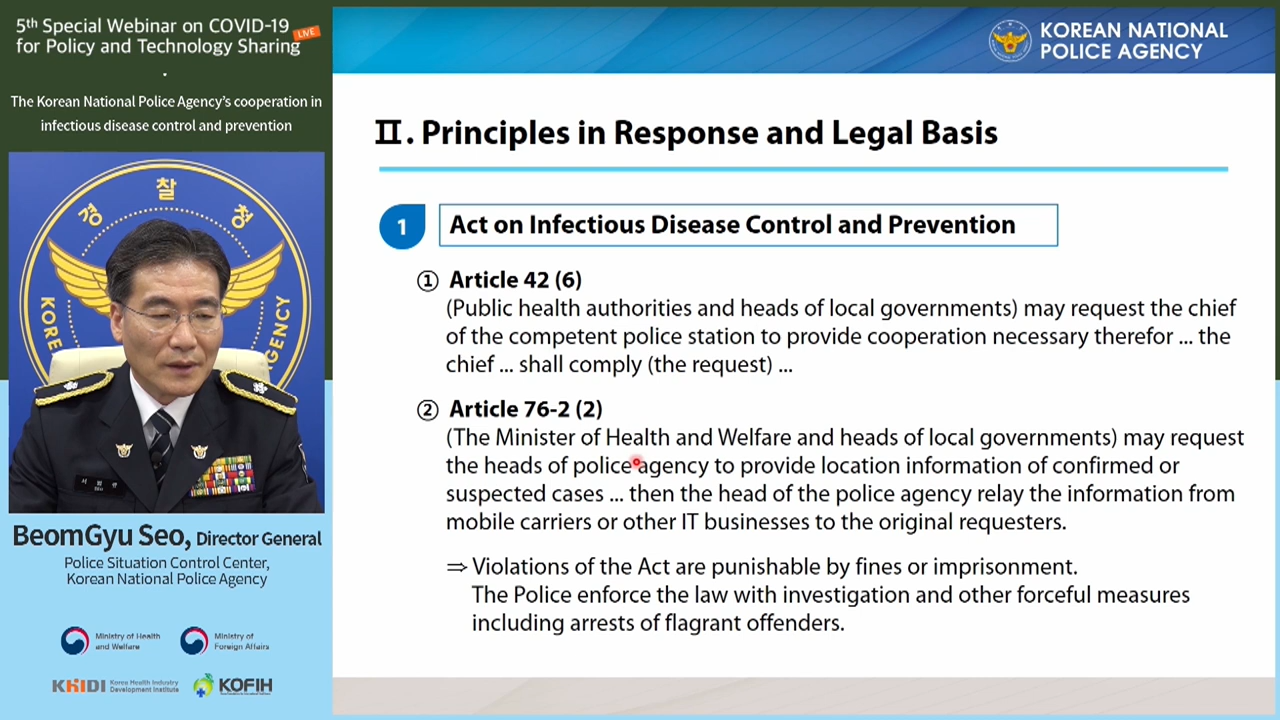 5th Special Webinar on COVID-19
for Policy and Technology Sharing LIVE
The Korean National Police Agency's cooperation in
infectious disease control and prevention
경 찰 청
KORE
AGENCY
BeomGyu Seo, Director General
Police Situation Control Center,
Korean National Police Agency
Ministry of Health
and Welfare
Ministry of
Foreign Affairs
KHIDI Korea Health Industry
Development Institute
KOFIH
KOREAN NATIONAL
POLICE AGENCY
Ⅱ. Principles in Response and Legal Basis
1 Act on Infectious Disease Control and Prevention
① Article 42 (6)
(Public health authorities and heads of local governments) may request the chief
of the competent police station to provide cooperation necessary therefor ... the
chief ... shall comply (the request) ...
② Article 76-2 (2)
(The Minister of Health and Welfare and heads of local governments) may request
the heads of police agency to provide location information of confirmed or
suspected cases ... then the head of the police agency relay the information from
mobile carriers or other IT businesses to the original requesters.
⇒ Violations of the Act are punishable by fines or imprisonment.
The Police enforce the law with investigation and other forceful measures
including arrests of flagrant offenders.